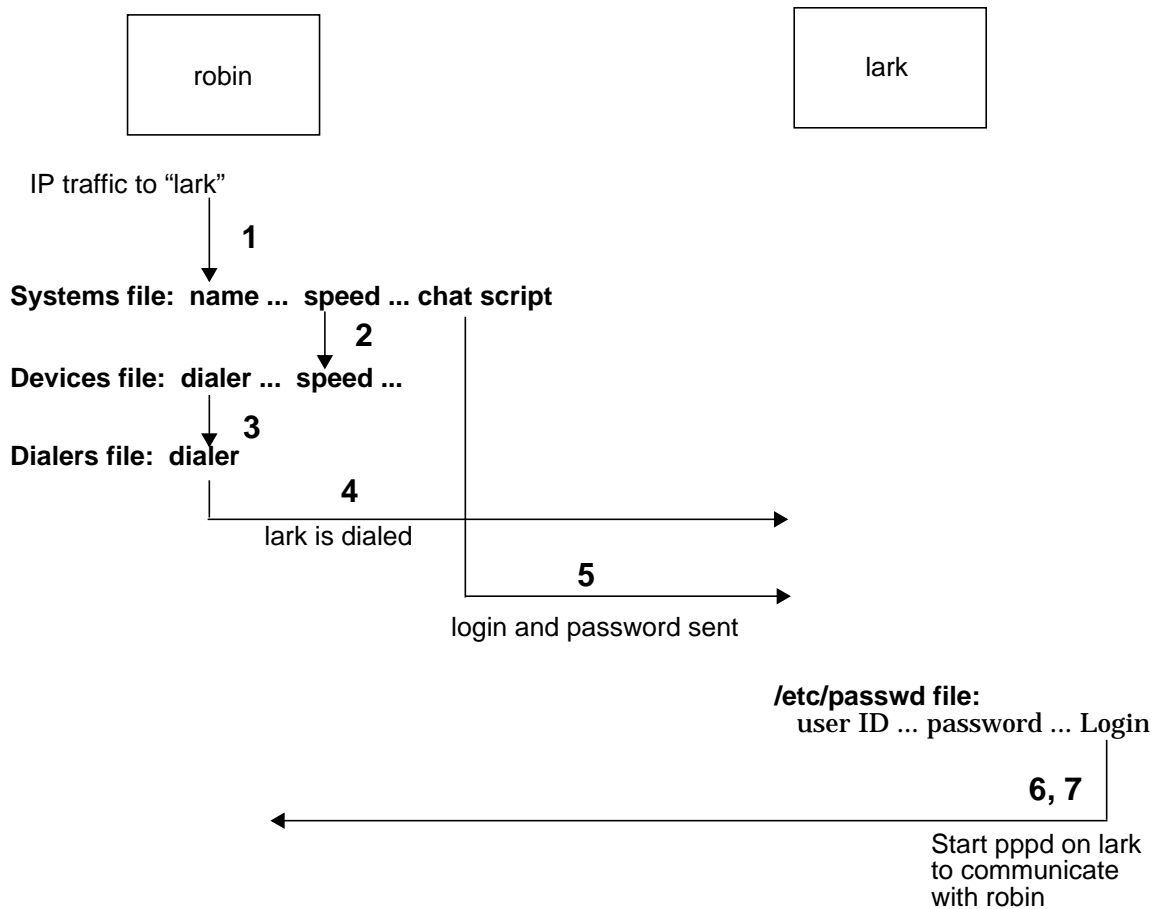 robin
lark
IP traffic to “lark”
1
Systems file: name ... speed ... chat script
2
Devices file: dialer ... speed ...
3
Dialers file: dialer
4
lark is dialed
5
login and password sent
/etc/passwd file:
user ID ... password ... Login
6, 7
Start pppd on lark
to communicate
with robin